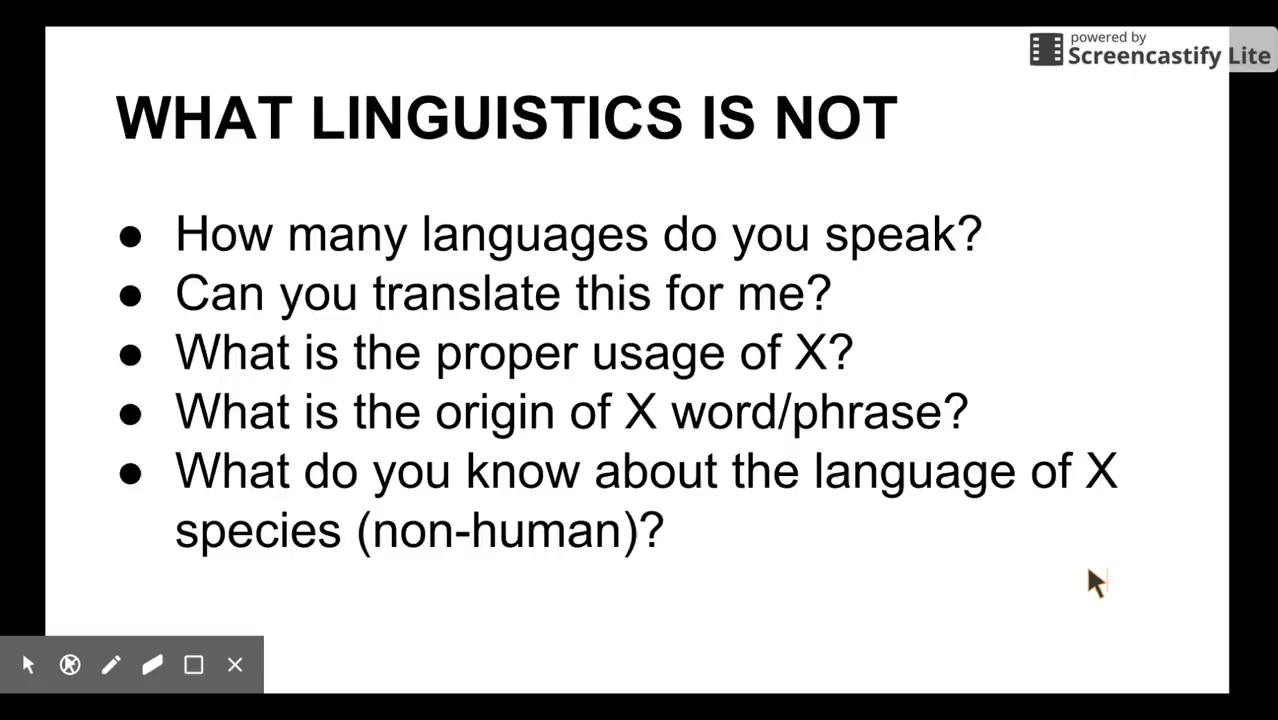 powered by
Screencastify Lite
WHAT LINGUISTICS IS NOT
● How many languages do you speak?
● Can you translate this for me?
● What is the proper usage of X?
● What is the origin of X word/phrase?
● What do you know about the language of X
species (non-human)?